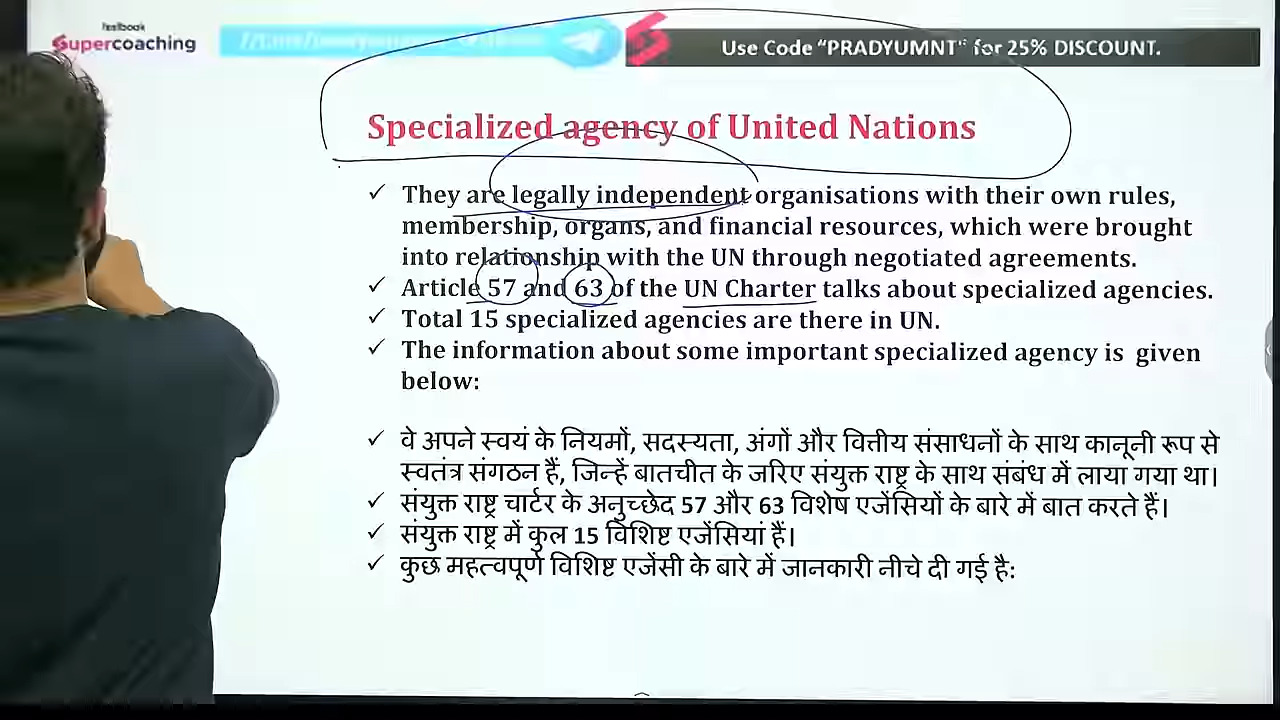 testbook
Supercoaching
Use Code “PRADYUMNT” for 25% DISCOUNT.
Specialized agency of United Nations
✓ They are legally independent organisations with their own rules,
membership, organs, and financial resources, which were brought
into relationship with the UN through negotiated agreements.
✓ Article 57 and 63 of the UN Charter talks about specialized agencies.
✓ Total 15 specialized agencies are there in UN.
✓ The information about some important specialized agency is given
below:
✓ वे अपने स्वयं के नियमों, सदस्यता, अंगों और वित्तीय संसाधनों के साथ कानूनी रूप से
स्वतंत्र संगठन हैं, जिन्हें बातचीत के जरिए संयुक्त राष्ट्र के साथ संबंध में लाया गया था।
✓ संयुक्त राष्ट्र चार्टर के अनुच्छेद 57 और 63 विशेष एजेंसियों के बारे में बात करते हैं।
✓ संयुक्त राष्ट्र में कुल 15 विशिष्ट एजेंसियां हैं।
✓ कुछ महत्वपूर्ण विशिष्ट एजेंसी के बारे में जानकारी नीचे दी गई है: